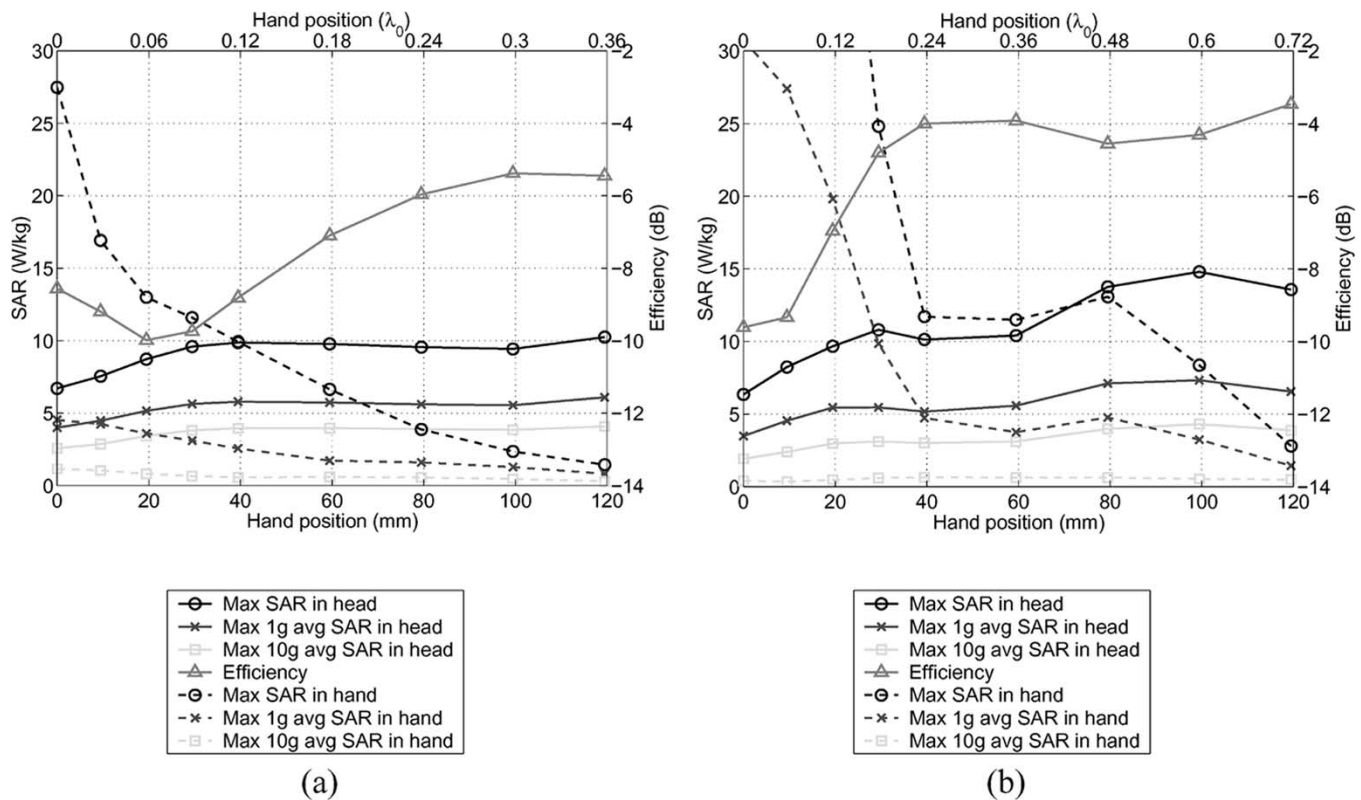 Hand position (λ0)
0 0.06 0.12 0.18 0.24 0.3 0.36
30 25 20 15 10 5 0
SAR (W/kg)
−2 −4 −6 −8 −10 −12 −14
Efficiency (dB)
0 20 40 60 80 100 120
Hand position (mm)
Max SAR in head
Max 1g avg SAR in head
Max 10g avg SAR in head
Efficiency
Max SAR in hand
Max 1g avg SAR in hand
Max 10g avg SAR in hand
(a)
Hand position (λ0)
0 0.12 0.24 0.36 0.48 0.6 0.72
30 25 20 15 10 5 0
SAR (W/kg)
−2 −4 −6 −8 −10 −12 −14
Efficiency (dB)
0 20 40 60 80 100 120
Hand position (mm)
Max SAR in head
Max 1g avg SAR in head
Max 10g avg SAR in head
Efficiency
Max SAR in hand
Max 1g avg SAR in hand
Max 10g avg SAR in hand
(b)